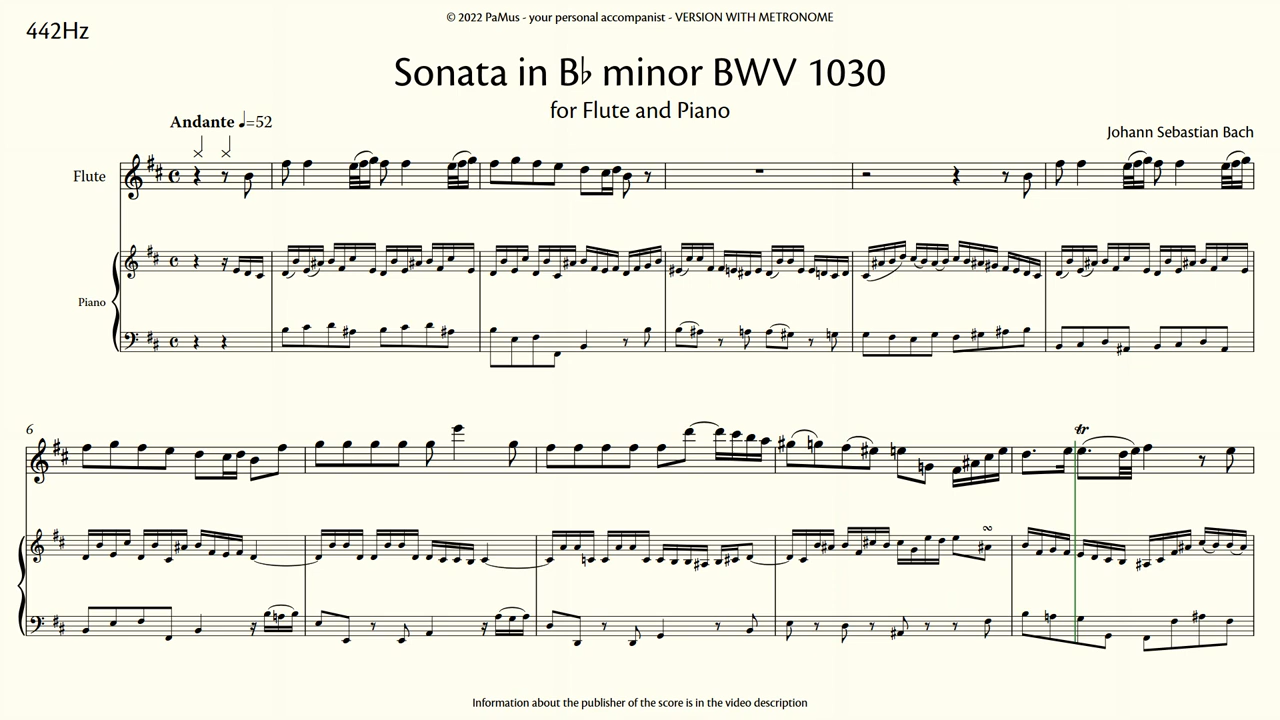 © 2022 PaMus - your personal accompanist - VERSION WITH METRONOME
442Hz
Sonata in B♭ minor BWV 1030
for Flute and Piano
Andante ♩=52
Johann Sebastian Bach
Flute
Piano
6
tr
Information about the publisher of the score is in the video description